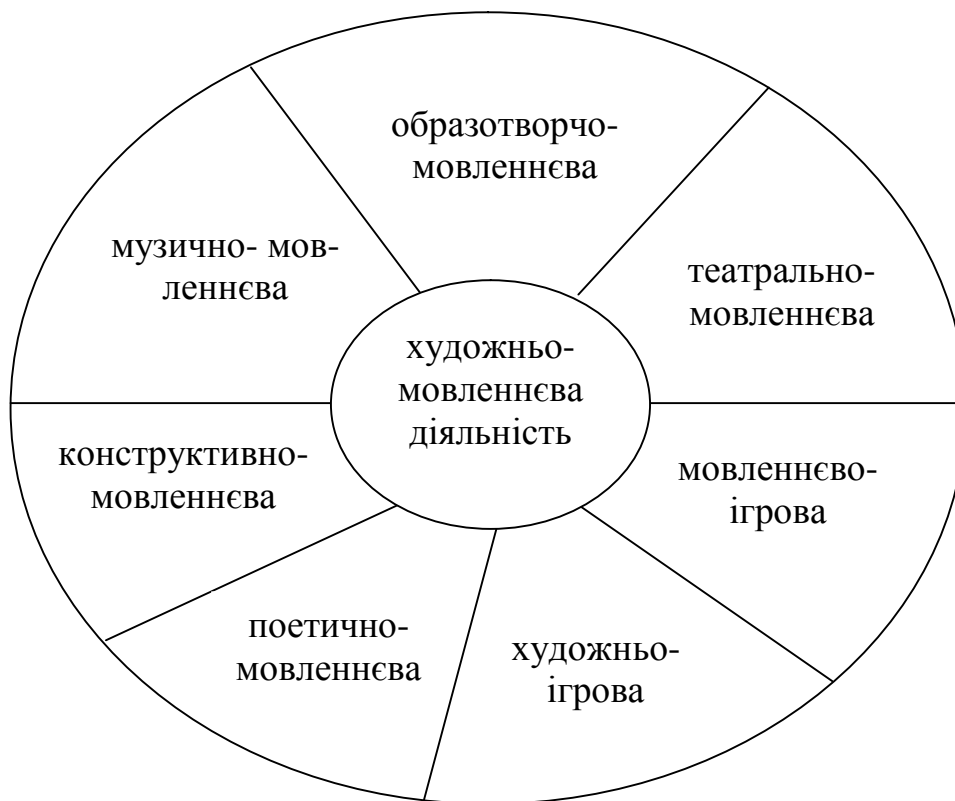 образотворчо-
мовленнєва
музично- мов-
леннєва
театрально-
мовленнєва
художньо-
мовленнєва
діяльність
конструктивно-
мовленнєва
мовленнєво-
ігрова
поетично-
мовленнєва
художньо-
ігрова